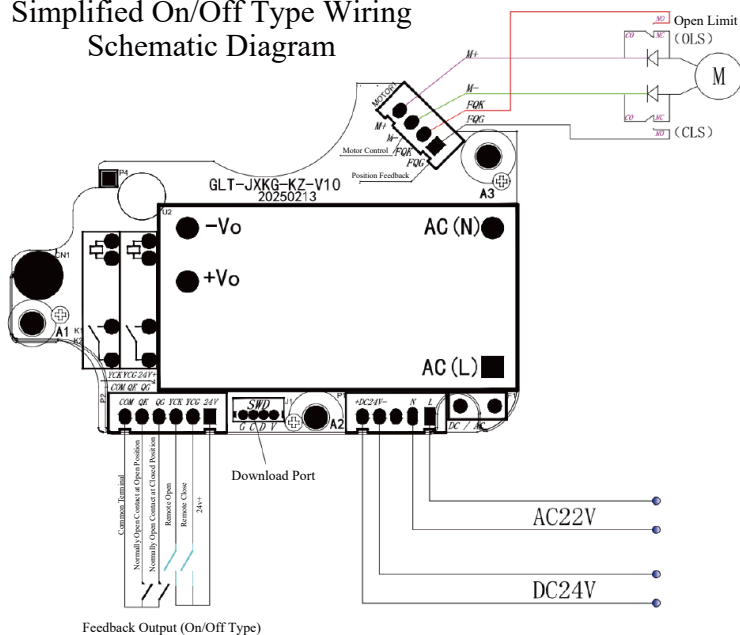 Simplified On/Off Type Wiring
Schematic Diagram
NO
Open Limit
CO
NC
(OLS)
M+
M
M-
FQK
FQG
CO
NC
NO
(CLS)
MOTOR
M+
M-
FQK
FQG
Motor Control
Position Feedback
P4
GLT-JXKG-KZ-V10
20250213
A3
U2
-Vo
AC(N)
+Vo
CN1
A1
K1
K2
AC(L)
YCK YCG 24V+
COM QK QG
P2
COM QK QG YCK YCG 24V
SWD
J1
G C D V
A2
P1
+DC24V-
N
L
F1
DC / AC
Common Terminal
Normally Open Contact at Open Position
Normally Open Contact at Closed Position
Remote Open
Remote Close
24v+
Download Port
AC22V
DC24V
Feedback Output (On/Off Type)